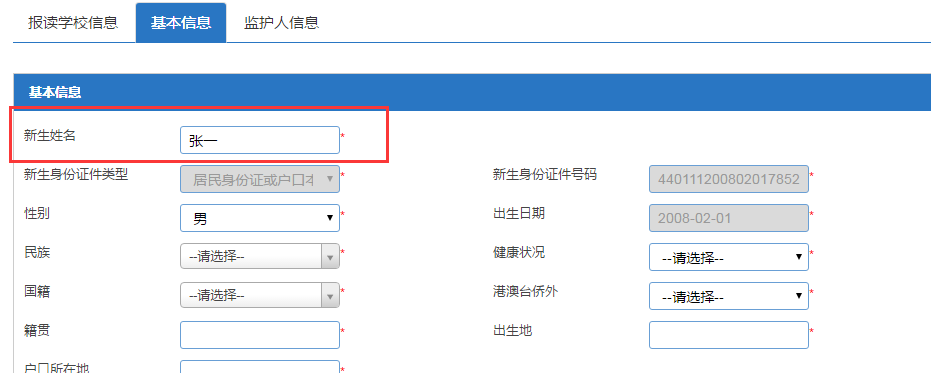 报读学校信息 基本信息 监护人信息
基本信息
新生姓名 张一 *
新生身份证件类型 居民身份证或户口本 * 新生身份证件号码 440111200802017852 *
性别 男 * 出生日期 2008-02-01 *
民族 --请选择-- * 健康状况 --请选择-- *
国籍 --请选择-- * 港澳台侨外 --请选择-- *
籍贯 * 出生地 *
户口所在地 *